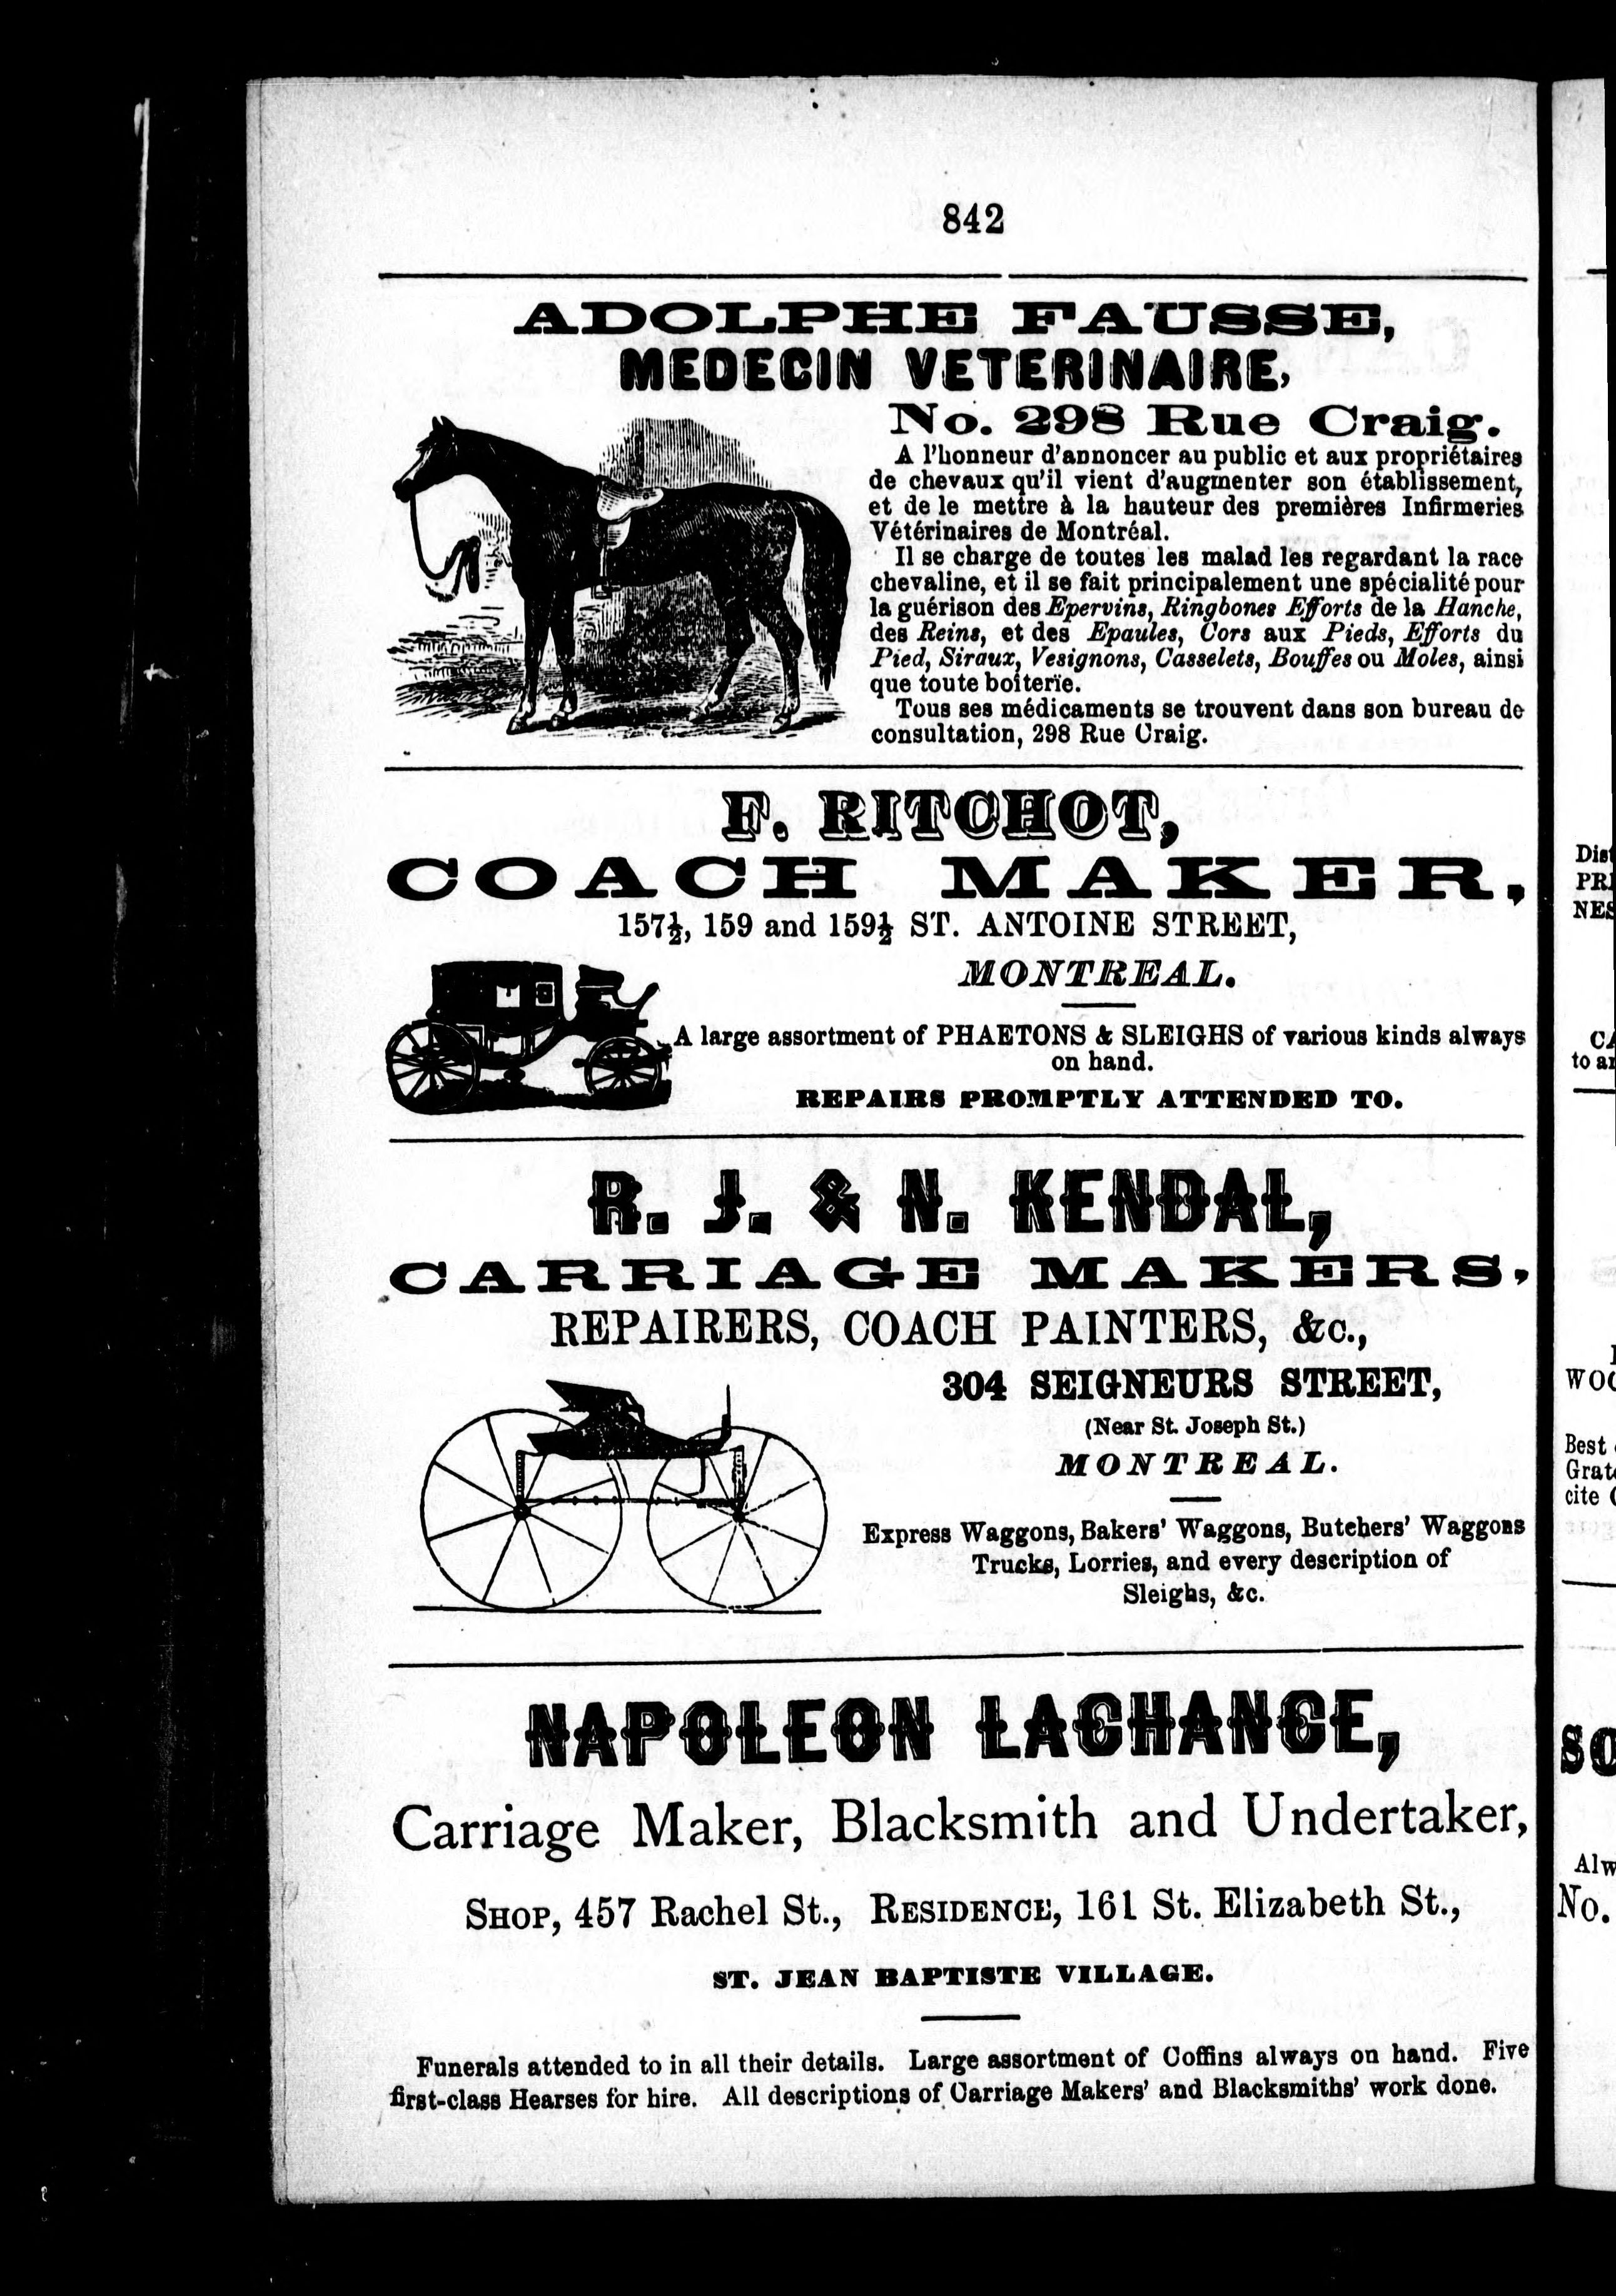 842
ADOLPHE FAUSSE,
MEDECIN VETERINAIRE,
No. 298 Rue Craig.
A l'honneur d'annoncer au public et aux propriétaires
de chevaux qu'il vient d'augmenter son établissement,
et de le mettre à la hauteur des premières Infirmeries
Vétérinaires de Montréal.
Il se charge de toutes les malad les regardant la race
chevaline, et il se fait principalement une spécialité pour
la guérison des Epervins, Ringbones Efforts de la Hanche,
des Reins, et des Epaules, Cors aux Pieds, Efforts du
Pied, Siraux, Vesignons, Casselets, Bouffes ou Moles, ainsi
que toute boiterie.
Tous ses médicaments se trouvent dans son bureau de
consultation, 298 Rue Craig.
F. RITCHOT,
COACH MAKER,
157½, 159 and 159½ ST. ANTOINE STREET,
MONTREAL.
A large assortment of PHAETONS & SLEIGHS of various kinds always
on hand.
REPAIRS PROMPTLY ATTENDED TO.
R. J. & N. KENDAL,
CARRIAGE MAKERS,
REPAIRERS, COACH PAINTERS, &c.,
304 SEIGNEURS STREET,
(Near St. Joseph St.)
MONTREAL.
Express Waggons, Bakers' Waggons, Butchers' Waggons
Trucks, Lorries, and every description of
Sleighs, &c.
NAPOLEON LACHANCE,
Carriage Maker, Blacksmith and Undertaker,
SHOP, 457 Rachel St., RESIDENCE, 161 St. Elizabeth St.,
ST. JEAN BAPTISTE VILLAGE.
Funerals attended to in all their details. Large assortment of Coffins always on hand. Five
first-class Hearses for hire. All descriptions of Carriage Makers' and Blacksmiths' work done.